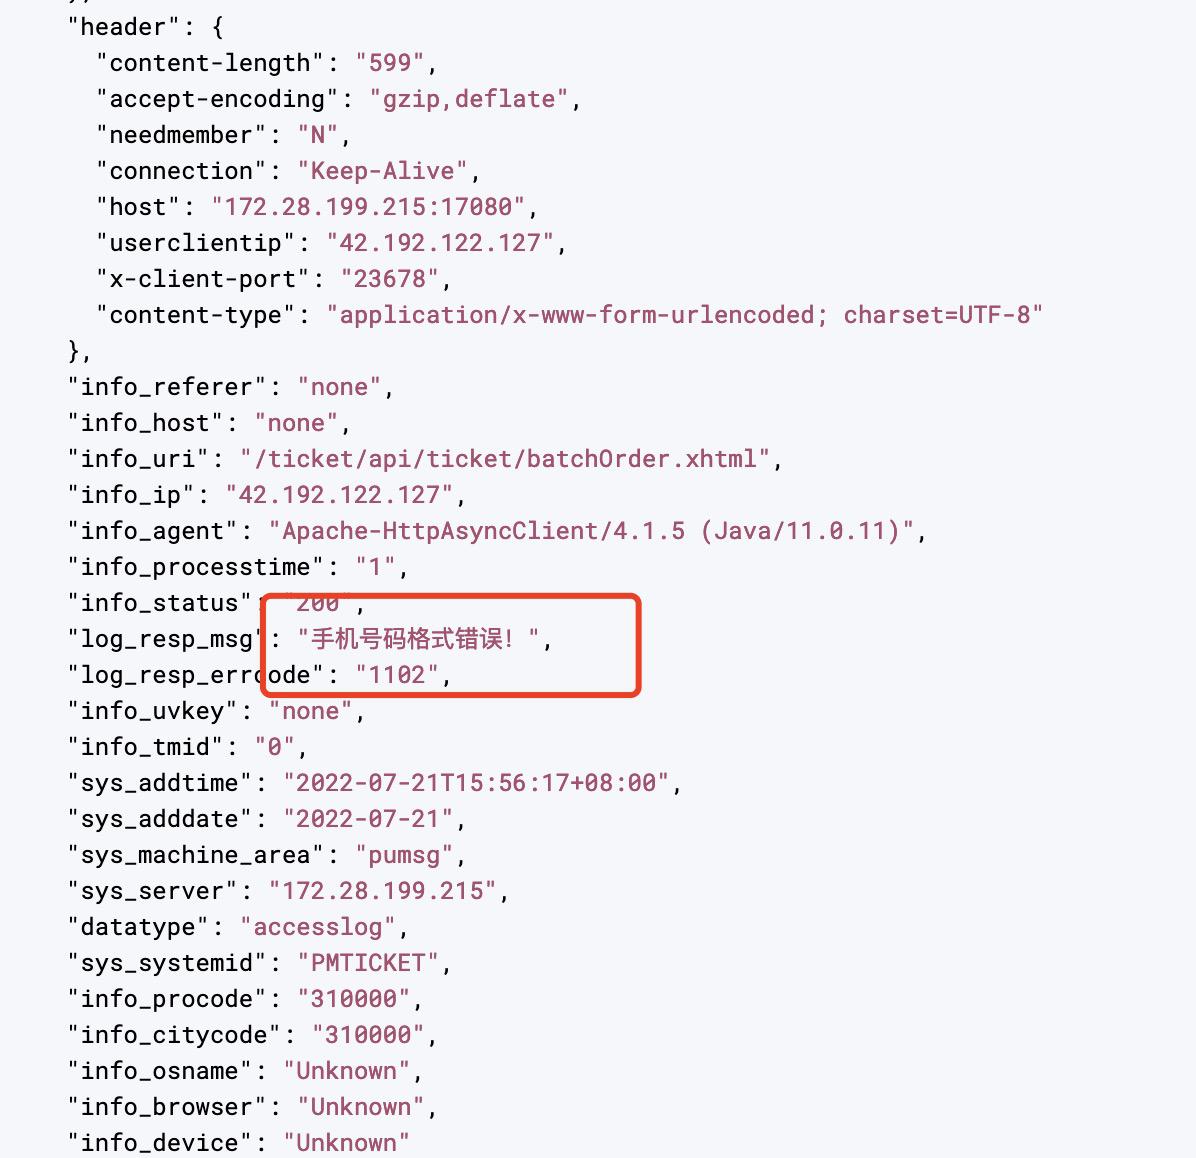 "header": {
"content-length": "599",
"accept-encoding": "gzip,deflate",
"needmember": "N",
"connection": "Keep-Alive",
"host": "172.28.199.215:17080",
"userclientip": "42.192.122.127",
"x-client-port": "23678",
"content-type": "application/x-www-form-urlencoded; charset=UTF-8"
},
"info_referer": "none",
"info_host": "none",
"info_uri": "/ticket/api/ticket/batchOrder.xhtml",
"info_ip": "42.192.122.127",
"info_agent": "Apache-HttpAsyncClient/4.1.5 (Java/11.0.11)",
"info_processtime": "1",
"info_status": "200",
"log_resp_msg": "手机号码格式错误！",
"log_resp_errcode": "1102",
"info_uvkey": "none",
"info_tmid": "0",
"sys_addtime": "2022-07-21T15:56:17+08:00",
"sys_adddate": "2022-07-21",
"sys_machine_area": "pumsg",
"sys_server": "172.28.199.215",
"datatype": "accesslog",
"sys_systemid": "PMTICKET",
"info_procode": "310000",
"info_citycode": "310000",
"info_osname": "Unknown",
"info_browser": "Unknown",
"info_device": "Unknown"